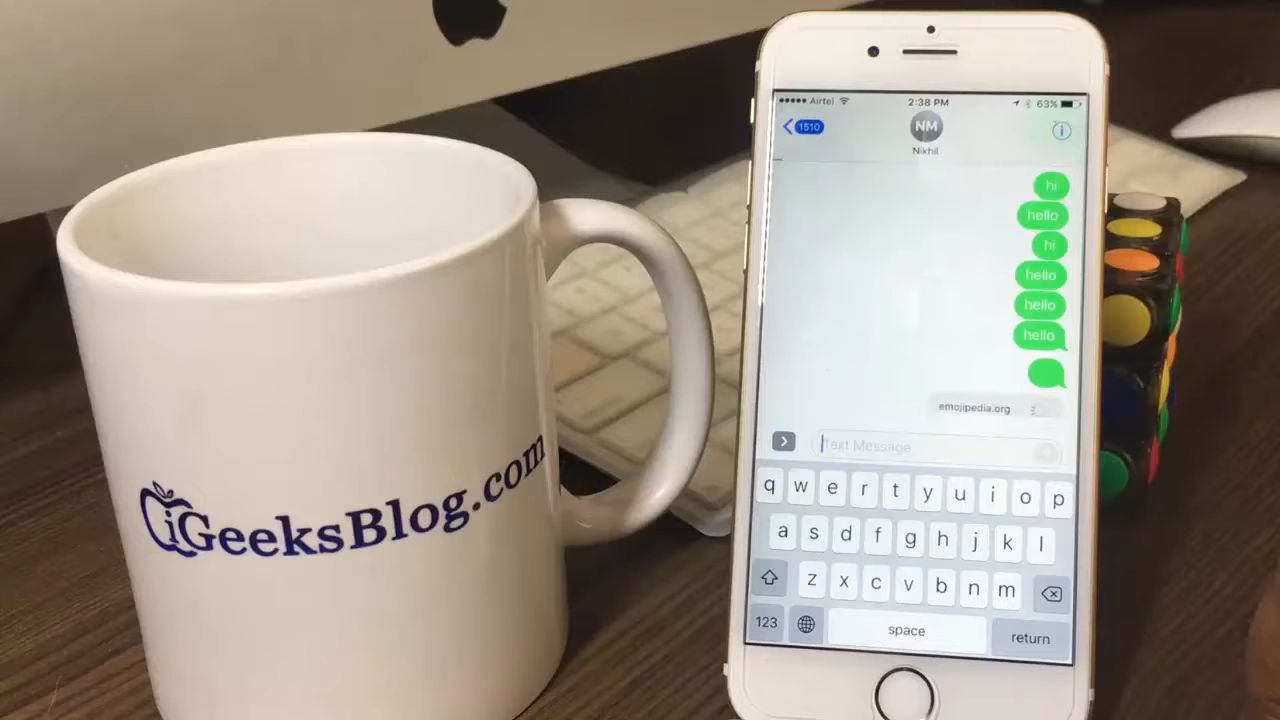 iGeeksBlog.com
Airtel
2:38 PM
63%
1510
NM
Nikhil
hi
hello
hi
hello
hello
hello
emojipedia.org
Text Message
q w e r t y u i o p
a s d f g h j k l
z x c v b n m
123 space return